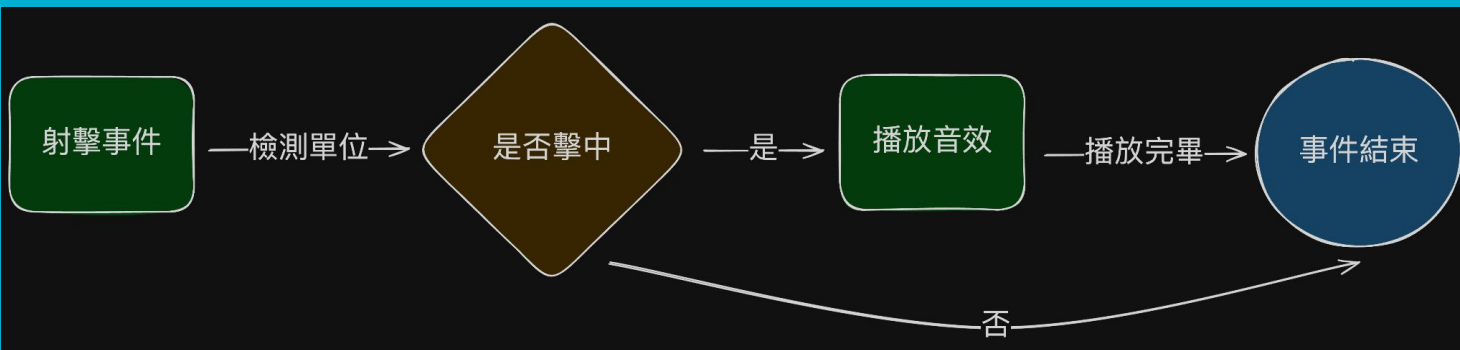 射擊事件
檢測單位
是否擊中
是
播放音效
播放完畢
事件結束
否